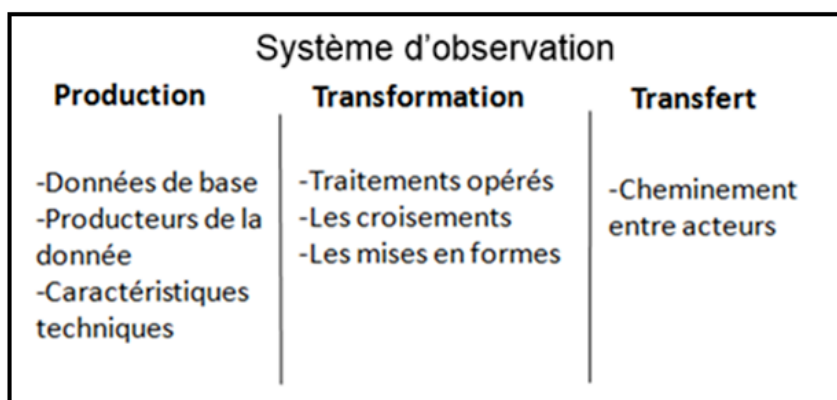 Système d'observation
Production
-Données de base
-Producteurs de la
donnée
-Caractéristiques
techniques
Transformation
-Traitements opérés
-Les croisements
-Les mises en formes
Transfert
-Cheminement
entre acteurs